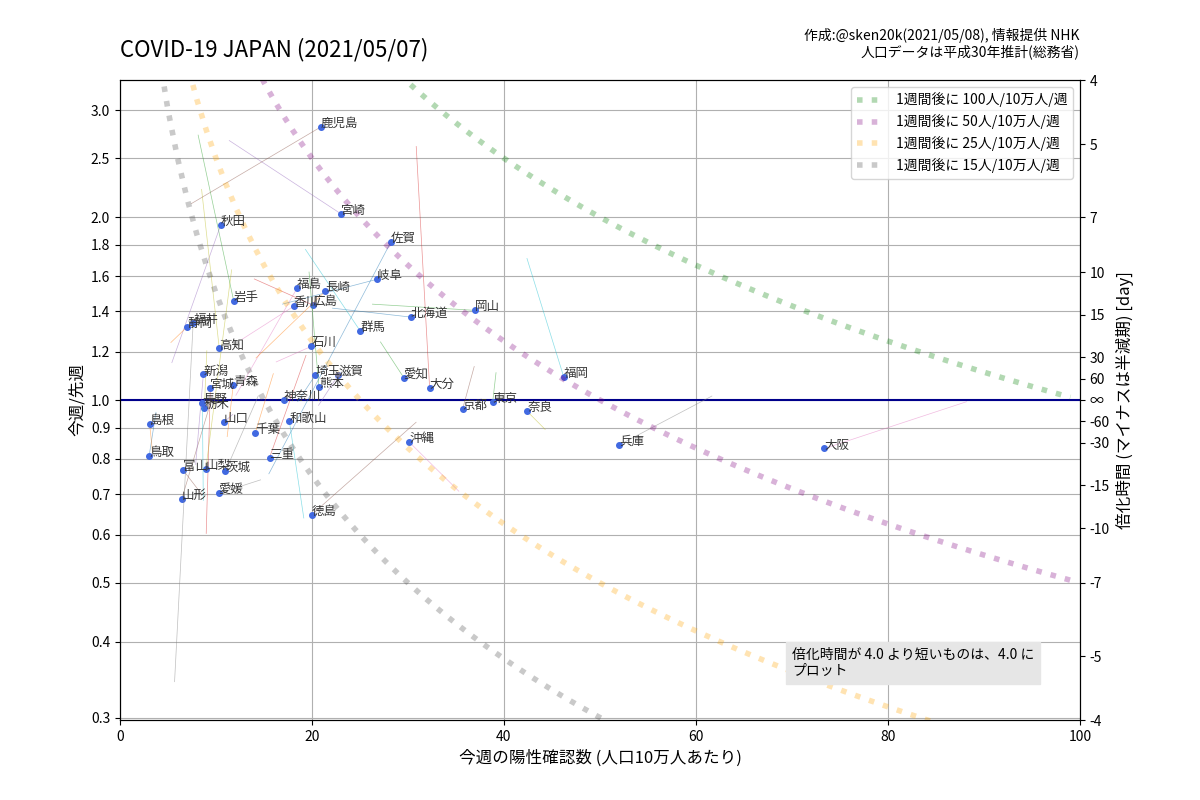 COVID-19 JAPAN (2021/05/07)
作成:@sken20k(2021/05/08), 情報提供 NHK
人口データは平成30年推計(総務省)
1週間後に 100人/10万人/週
1週間後に 50人/10万人/週
1週間後に 25人/10万人/週
1週間後に 15人/10万人/週
今週/先週
3.0
2.5
2.0
1.8
1.6
1.4
1.2
1.0
0.9
0.8
0.7
0.6
0.5
0.4
0.3
鹿児島
宮崎
秋田
佐賀
岐阜
福島
長崎
岩手
香川
広島
岡山
北海道
福井
静岡
群馬
石川
高知
新潟
埼玉
滋賀
愛知
福岡
青森
宮城
熊本
大分
神奈川
東京
長野
栃木
京都
奈良
島根
山口
和歌山
千葉
沖縄
兵庫
大阪
鳥取
三重
富山
山梨
茨城
愛媛
山形
徳島
倍化時間が 4.0 より短いものは、4.0 に
プロット
4
5
7
10
15
30
60
∞
-60
-30
-15
-10
-7
-5
-4
倍化時間 (マイナスは半減期) [day]
0
20
40
60
80
100
今週の陽性確認数 (人口10万人あたり)